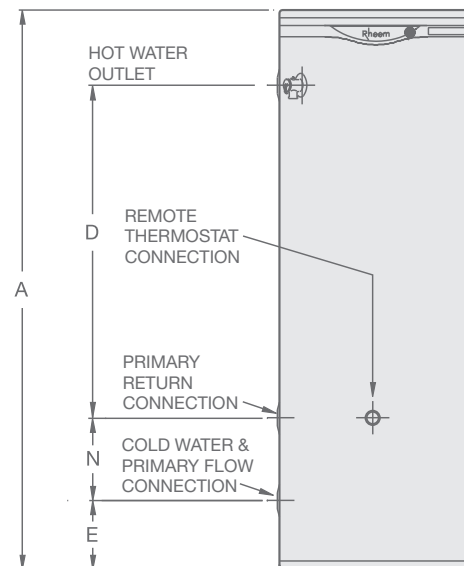 Rheem
HOT WATER
OUTLET
D
REMOTE
THERMOSTAT
CONNECTION
A
PRIMARY
RETURN
CONNECTION
N
COLD WATER &
PRIMARY FLOW
CONNECTION
E